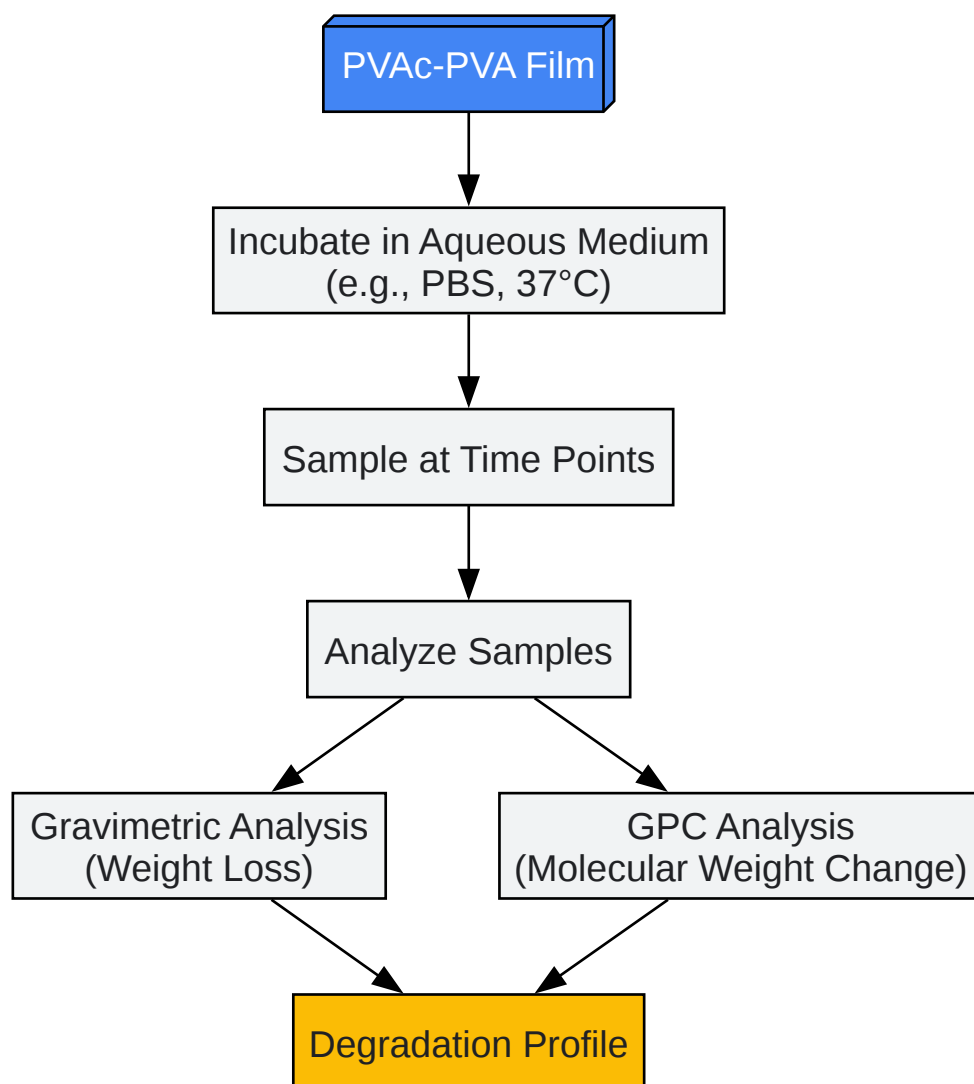 PVAc-PVA Film
Incubate in Aqueous Medium
(e.g., PBS, 37°C)
Sample at Time Points
Analyze Samples
Gravimetric Analysis
(Weight Loss)
GPC Analysis
(Molecular Weight Change)
Degradation Profile